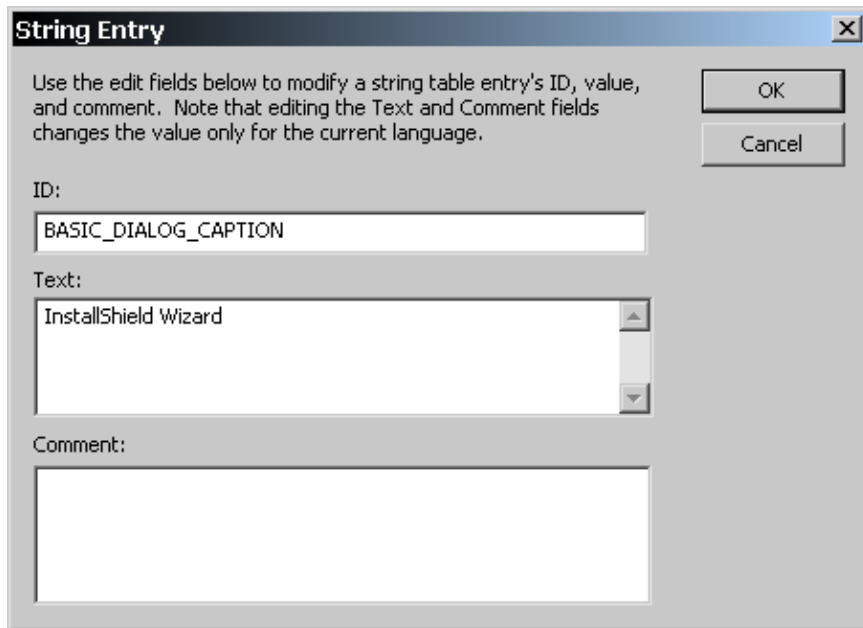 String Entry
Use the edit fields below to modify a string table entry's ID, value,
and comment.  Note that editing the Text and Comment fields
changes the value only for the current language.
OK
Cancel
ID:
BASIC_DIALOG_CAPTION
Text:
InstallShield Wizard
Comment: